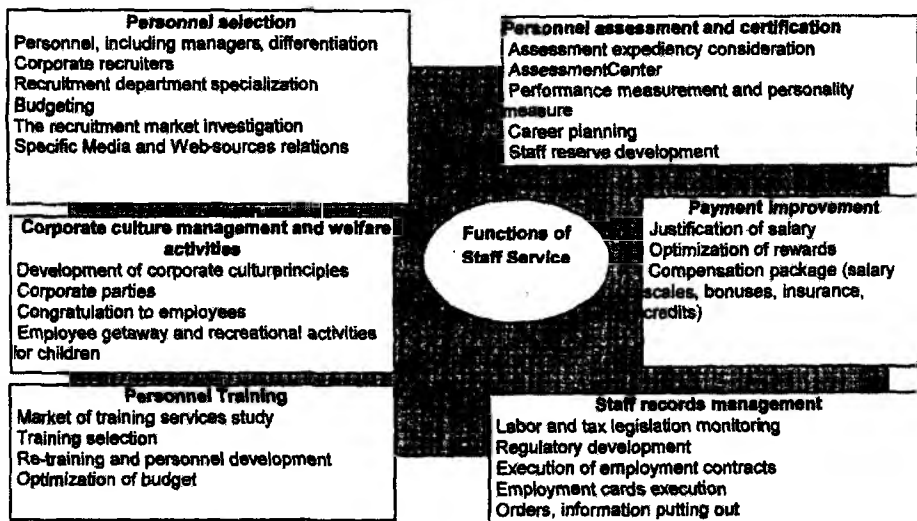 Personnel selection
Personnel, including managers, differentiation
Corporate recruiters
Recruitment department specialization
Budgeting
The recruitment market investigation
Specific Media and Web-sources relations
Personnel assessment and certification
Assessment expediency consideration
AssessmentCenter
Performance measurement and personality
measure
Career planning
Staff reserve development
Corporate culture management and welfare
activities
Development of corporate cultureprinciples
Corporate parties
Congratulation to employees
Employee getaway and recreational activities
for children
Functions of
Staff Service
Payment Improvement
Justification of salary
Optimization of rewards
Compensation package (salary
scales, bonuses, insurance,
credits)
Personnel Training
Market of training services study
Training selection
Re-training and personnel development
Optimization of budget
Staff records management
Labor and tax legislation monitoring
Regulatory development
Execution of employment contracts
Employment cards execution
Orders, information putting out